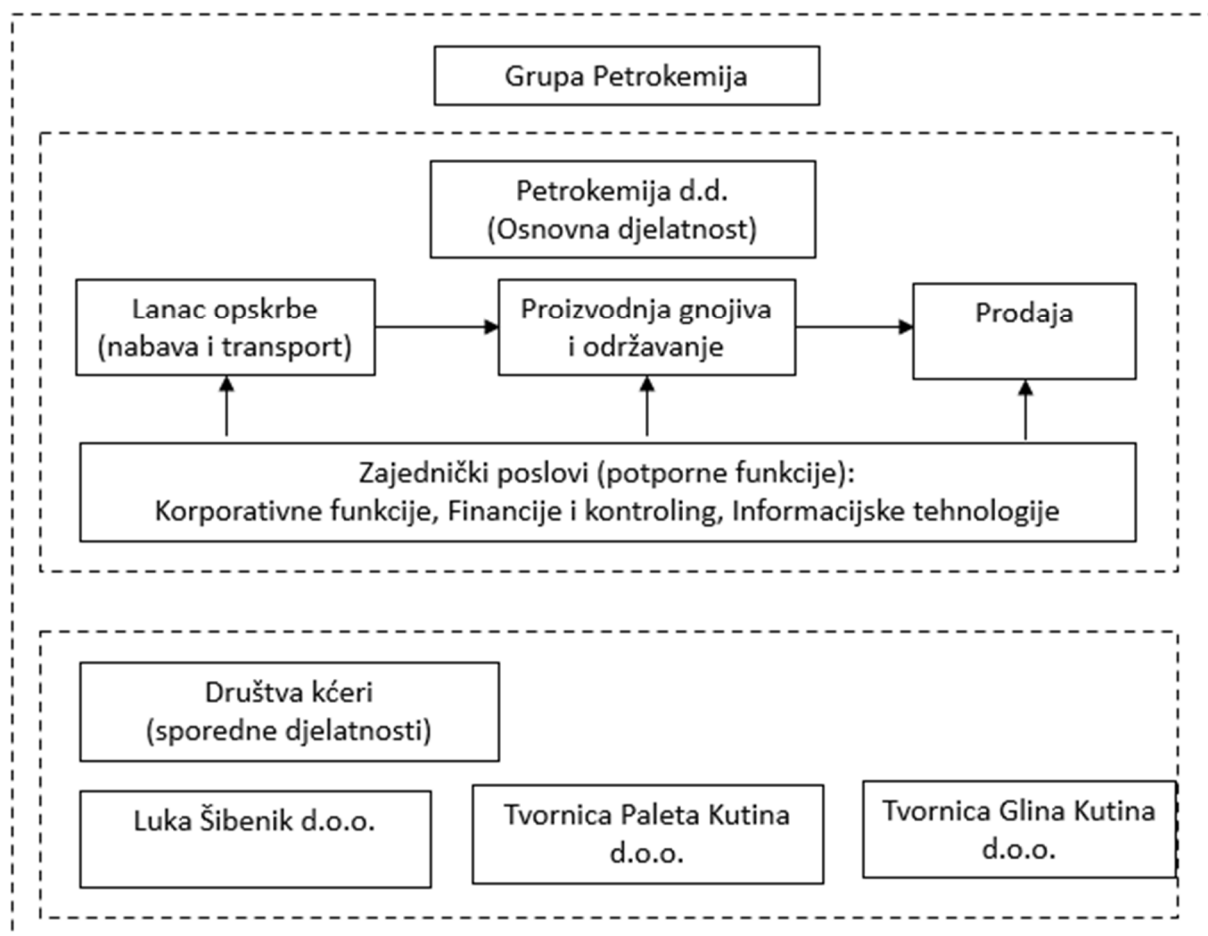 Grupa Petrokemija
Petrokemija d.d.
(Osnovna djelatnost)
Lanac opskrbe
(nabava i transport)
Proizvodnja gnojiva
i održavanje
Prodaja
Zajednički poslovi (potporne funkcije):
Korporativne funkcije, Financije i kontroling, Informacijske tehnologije
Društva kćeri
(sporedne djelatnosti)
Luka Šibenik d.o.o.
Tvornica Paleta Kutina
d.o.o.
Tvornica Glina Kutina
d.o.o.